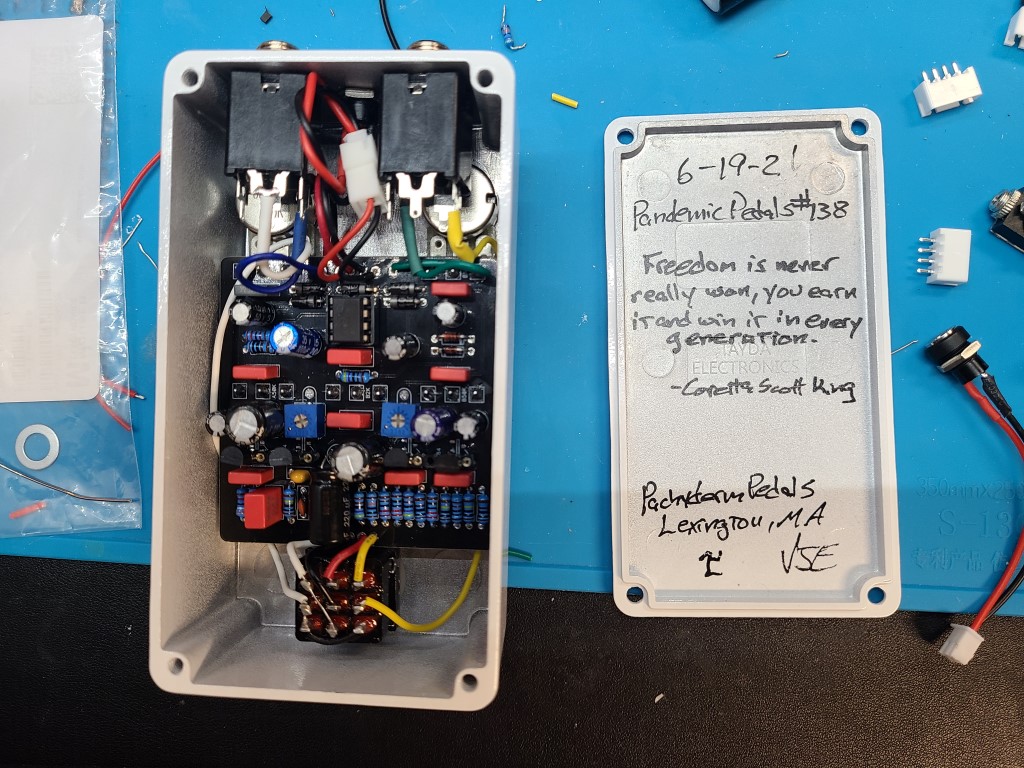 6-19-21
Pandemic Pedals #138
Freedom is never
really won, you earn
it and win it in every
generation.
TAYDA
ELECTRONICS
-Coretta Scott King
Pachyderm Pedals
Lexington, MA
VSE
220
S-13